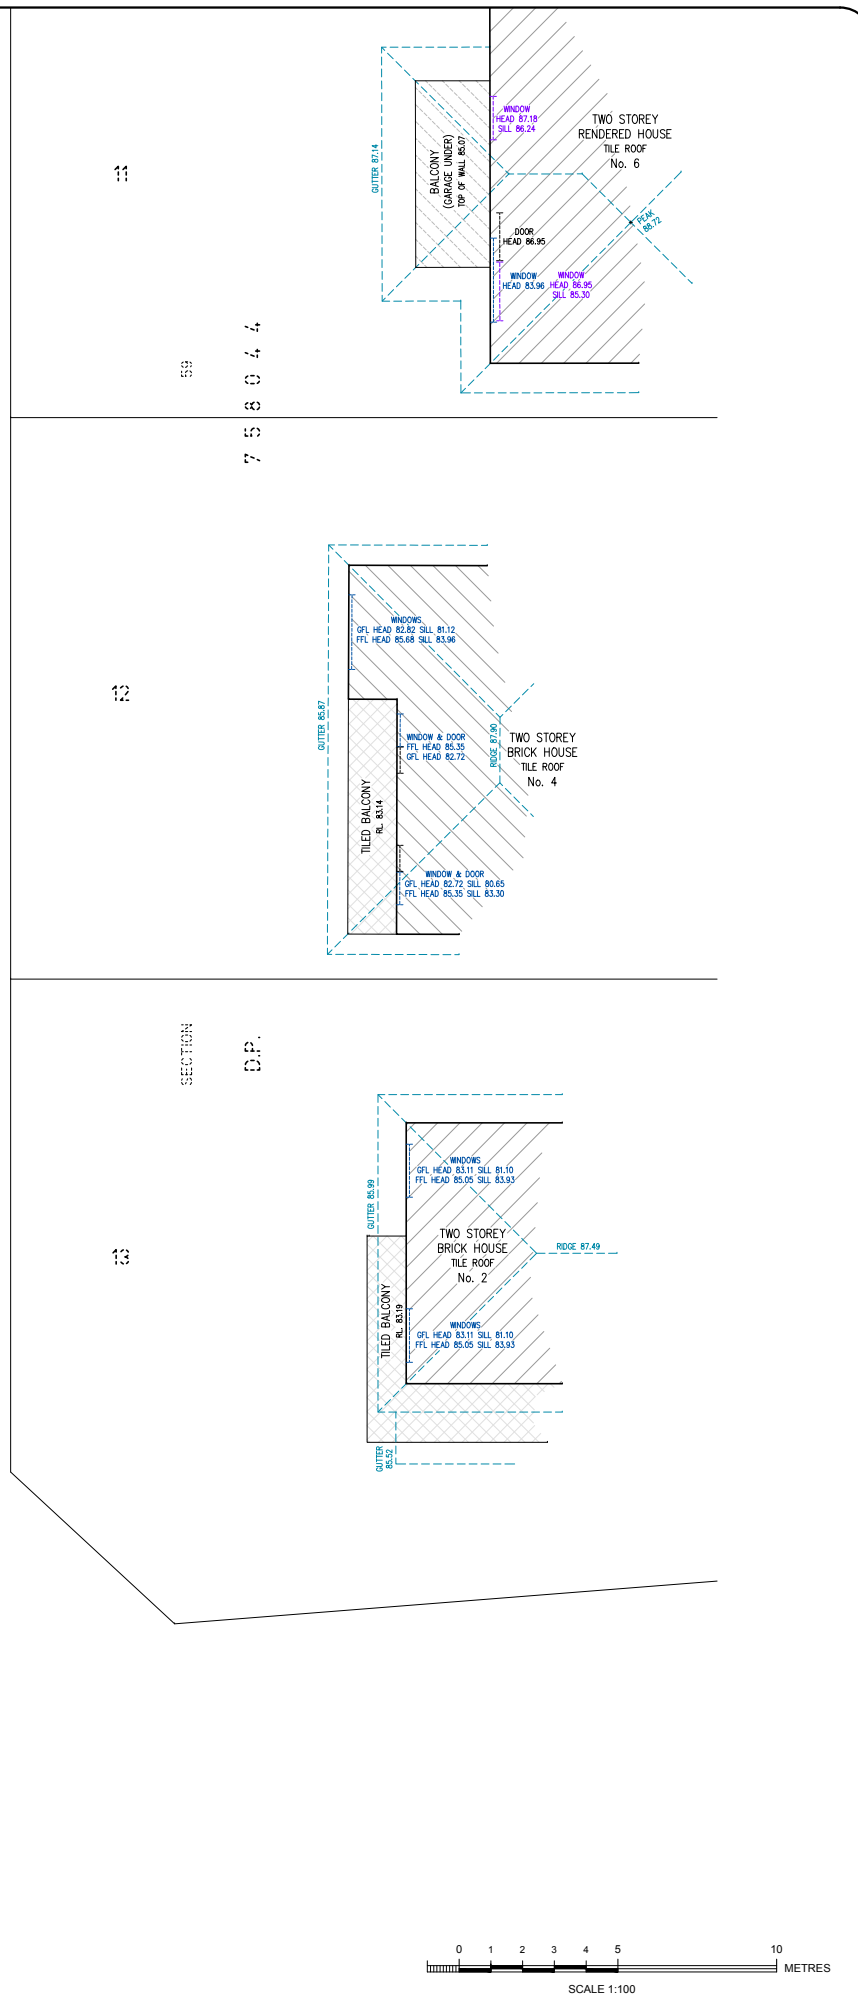 GUTTER 87.14
BALCONY
(GARAGE UNDER)
TOP OF WALL 85.07
WINDOW
HEAD 87.18
SILL 86.24
TWO STOREY
RENDERED HOUSE
TILE ROOF
No. 6
11
PEAK
88.72
DOOR
HEAD 86.95
WINDOW
HEAD 83.96
WINDOW
HEAD 86.95
SILL 85.30
59
758044
WINDOWS
GFL HEAD 82.82 SILL 81.12
FFL HEAD 85.68 SILL 83.96
12
GUTTER 85.87
WINDOW & DOOR
FFL HEAD 85.35
GFL HEAD 82.72
RIDGE 87.90
TWO STOREY
BRICK HOUSE
TILE ROOF
No. 4
TILED BALCONY
RL. 83.14
WINDOW & DOOR
GFL HEAD 82.72 SILL 80.65
FFL HEAD 85.35 SILL 83.30
SECTION
D.P.
WINDOWS
GFL HEAD 83.11 SILL 81.10
FFL HEAD 85.05 SILL 83.93
GUTTER 85.99
13
TWO STOREY
BRICK HOUSE
TILE ROOF
No. 2
RIDGE 87.49
TILED BALCONY
RL. 83.19
WINDOWS
GFL HEAD 83.11 SILL 81.10
FFL HEAD 85.05 SILL 83.93
GUTTER
85.52
0 1 2 3 4 5 10
METRES
SCALE 1:100